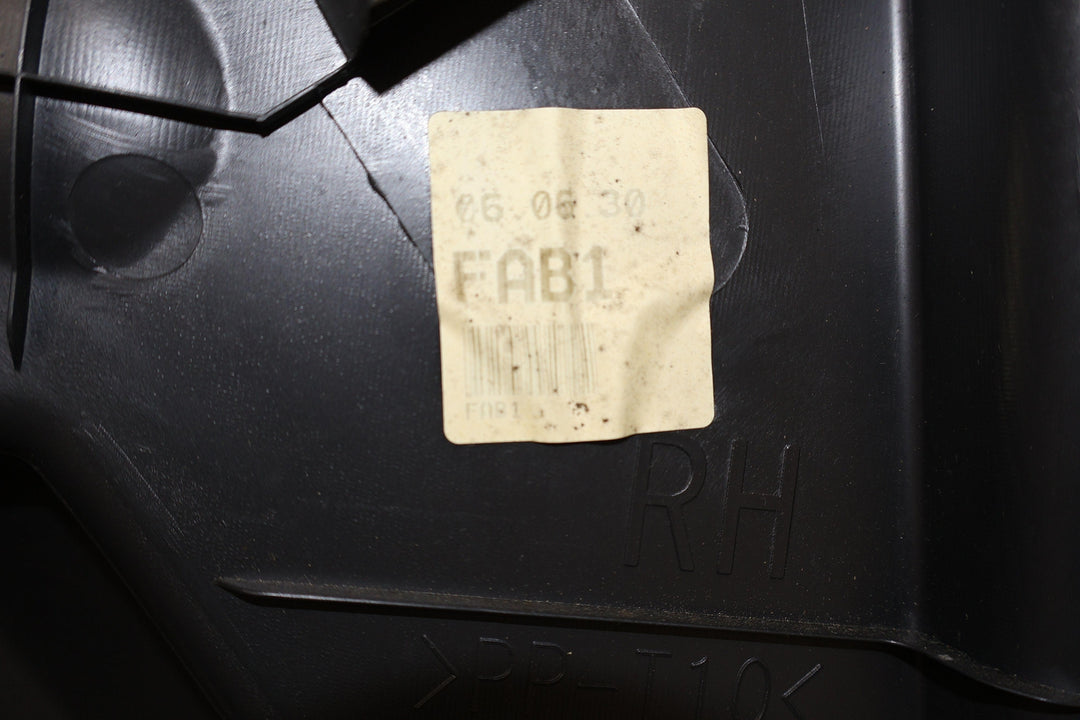 06 06 30
FAB1
FAB1
RH
>PP-T10<